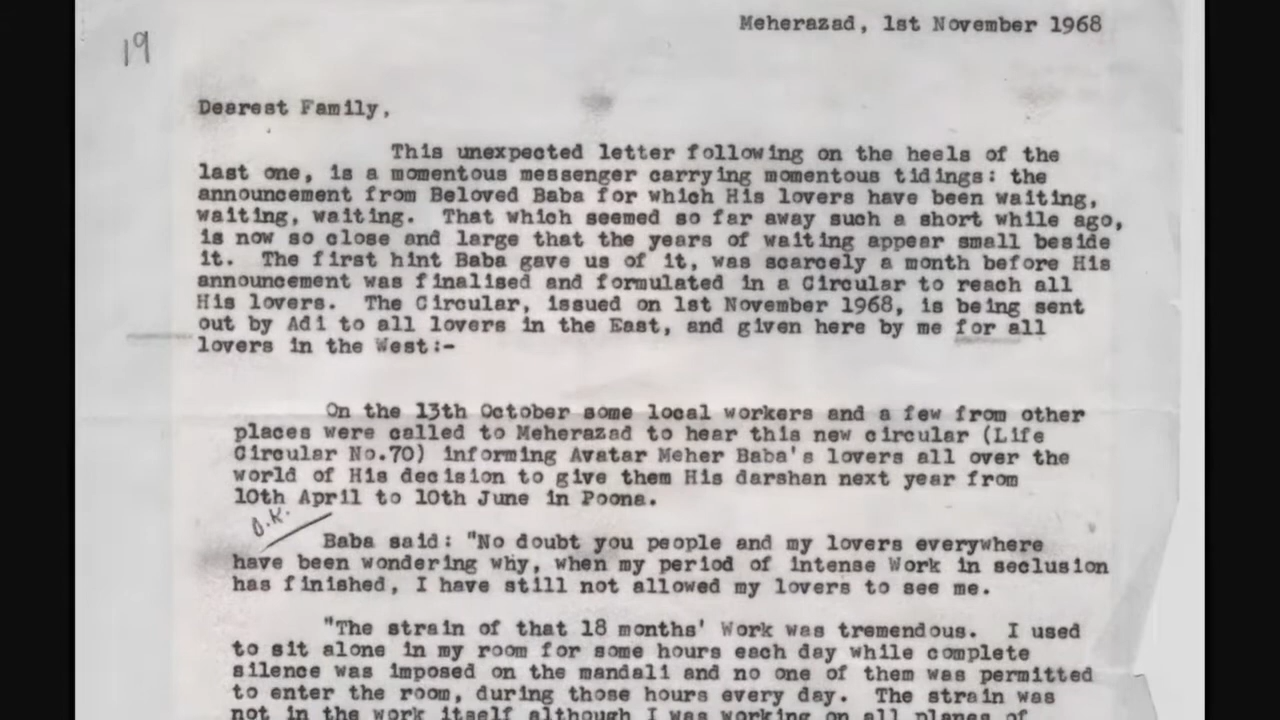 Meherazad, 1st November 1968
19
Dearest Family,
This unexpected letter following on the heels of the
last one, is a momentous messenger carrying momentous tidings: the
announcement from Beloved Baba for which His lovers have been waiting,
waiting, waiting. That which seemed so far away such a short while ago,
is now so close and large that the years of waiting appear small beside
it. The first hint Baba gave us of it, was scarcely a month before His
announcement was finalised and formulated in a Circular to reach all
His lovers. The Circular, issued on 1st November 1968, is being sent
out by Adi to all lovers in the East, and given here by me for all
lovers in the West:-
On the 13th October some local workers and a few from other
places were called to Meherazad to hear this new circular (Life
Circular No.70) informing Avatar Meher Baba's lovers all over the
world of His decision to give them His darshan next year from
10th April to 10th June in Poona.
O.K.
Baba said: "No doubt you people and my lovers everywhere
have been wondering why, when my period of intense Work in seclusion
has finished, I have still not allowed my lovers to see me.
"The strain of that 18 months' Work was tremendous. I used
to sit alone in my room for some hours each day while complete
silence was imposed on the mandali and no one of them was permitted
to enter the room, during those hours every day. The strain was
not in the work itself although I was working on all planes of